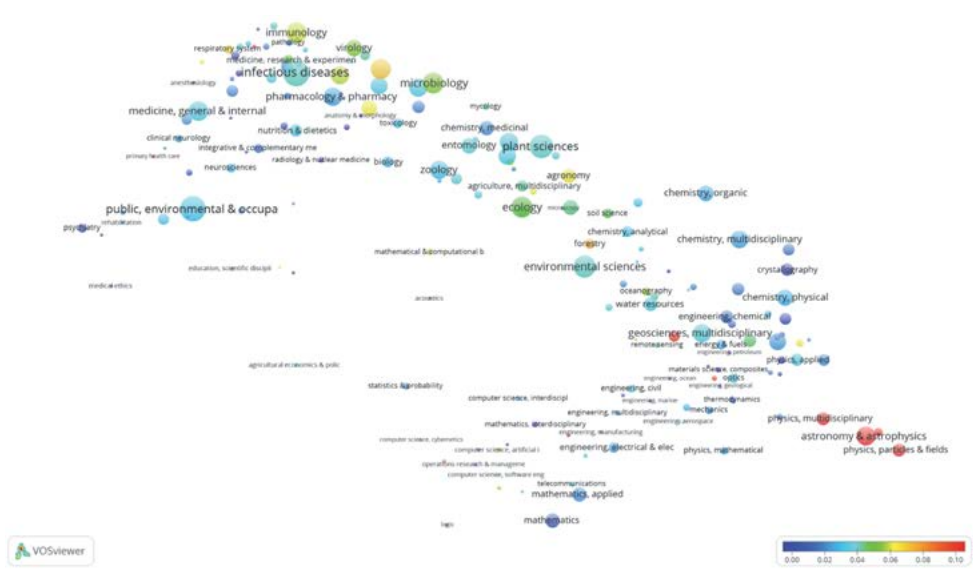 immunology
pathology
respiratory system
virology
medicine, research & experimen
infectious diseases
anesthesiology
microbiology
pharmacology & pharmacy
mycology
medicine, general & internal
anatomy & morphology
toxicology
nutrition & dietetics
chemistry, medicinal
clinical neurology
integrative & complementary me
entomology
plant sciences
primary health care
radiology & nuclear medicine
biology
neurosciences
zoology
agronomy
agriculture, multidisciplinary
chemistry, organic
public, environmental & occupa
ecology
soil science
rehabilitation
psychiatry
chemistry, analytical
forestry
chemistry, multidisciplinary
mathematical & computational b
education, scientific discipli
environmental sciences
crystallography
medical ethics
oceanography
acoustics
chemistry, physical
water resources
engineering, chemical
geosciences, multidisciplinary
remote sensing
energy & fuels
engineering, petroleum
physics, applied
agricultural economics & polic
materials science, composites
engineering, ocean
optics
statistics & probability
engineering, civil
engineering, geological
computer science, interdiscipl
engineering, marine
thermodynamics
engineering, multidisciplinary
mechanics
mathematics, interdisciplinary
engineering, aerospace
physics, multidisciplinary
engineering, manufacturing
computer science, cybernetics
astronomy & astrophysics
computer science, artificial i
engineering, electrical & elec
physics, mathematical
physics, particles & fields
operations research & manageme
computer science, software eng
telecommunications
mathematics, applied
logic
mathematics
VOSviewer
0.00 0.02 0.04 0.06 0.08 0.10